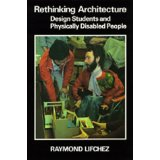 Rethinking Architecture
Design Students and
Physically Disabled People
RAYMOND LIFCHEZ